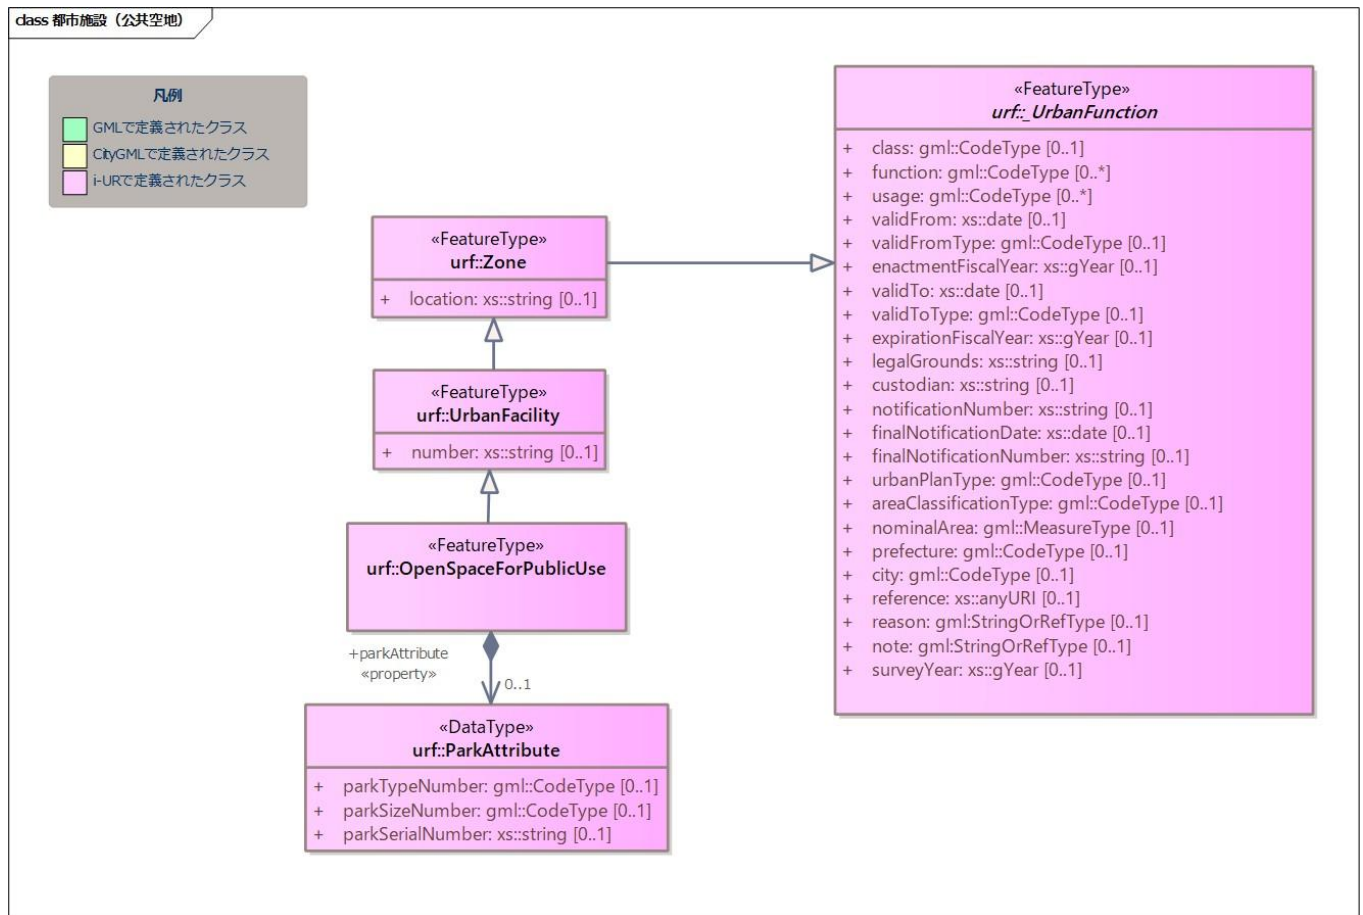 class 都市施設（公共空地）
凡例
GMLで定義されたクラス
CityGMLで定義されたクラス
i-URで定義されたクラス
«FeatureType»
urf::_UrbanFunction
+ class: gml::CodeType [0..1]
+ function: gml::CodeType [0..*]
+ usage: gml::CodeType [0..*]
+ validFrom: xs::date [0..1]
+ validFromType: gml::CodeType [0..1]
+ enactmentFiscalYear: xs::gYear [0..1]
+ validTo: xs::date [0..1]
+ validToType: gml::CodeType [0..1]
+ expirationFiscalYear: xs::gYear [0..1]
+ legalGrounds: xs::string [0..1]
+ custodian: xs::string [0..1]
+ notificationNumber: xs::string [0..1]
+ finalNotificationDate: xs::date [0..1]
+ finalNotificationNumber: xs::string [0..1]
+ urbanPlanType: gml::CodeType [0..1]
+ areaClassificationType: gml::CodeType [0..1]
+ nominalArea: gml::MeasureType [0..1]
+ prefecture: gml::CodeType [0..1]
+ city: gml::CodeType [0..1]
+ reference: xs::anyURI [0..1]
+ reason: gml:StringOrRefType [0..1]
+ note: gml:StringOrRefType [0..1]
+ surveyYear: xs::gYear [0..1]
«FeatureType»
urf::Zone
+ location: xs::string [0..1]
«FeatureType»
urf::UrbanFacility
+ number: xs::string [0..1]
«FeatureType»
urf::OpenSpaceForPublicUse
+parkAttribute
«property»
0..1
«DataType»
urf::ParkAttribute
+ parkTypeNumber: gml::CodeType [0..1]
+ parkSizeNumber: gml::CodeType [0..1]
+ parkSerialNumber: xs::string [0..1]